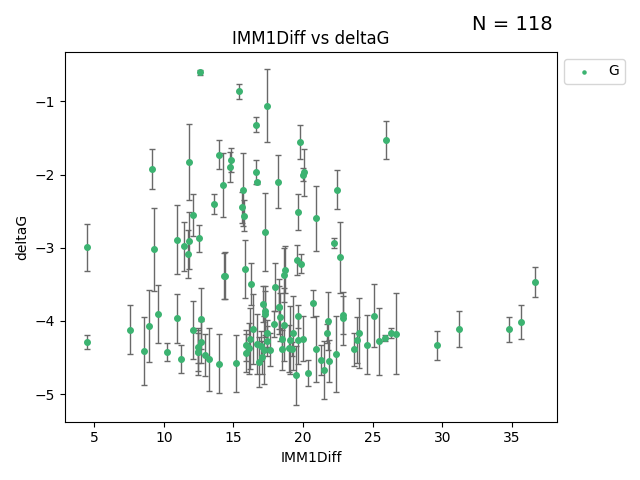 N = 118
IMM1Diff vs deltaG
G
−1
−2
−3
−4
−5
deltaG
5 10 15 20 25 30 35
IMM1Diff